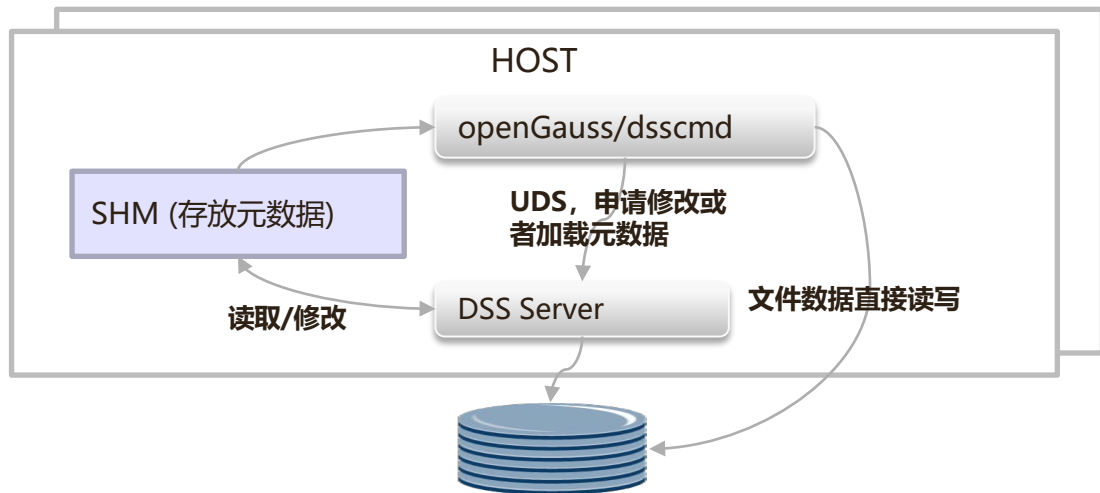 HOST
openGauss/dsscmd
SHM (存放元数据)
UDS，申请修改或
者加载元数据
读取/修改
DSS Server
文件数据直接读写